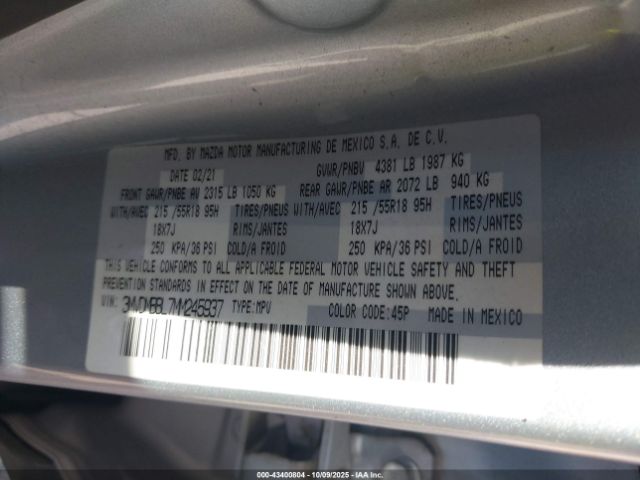 MFD. BY MAZDA MOTOR MANUFACTURING DE MEXICO S.A. DE C.V.
DATE 02/21 GVWR/PNBV 4381 LB 1987 KG
FRONT GAWR/PNBE AV 2315 LB 1050 KG REAR GAWR/PNBE AR 2072 LB 940 KG
WITH/AVEC 215 /55R18 95H TIRES/PNEUS WITH/AVEC 215 /55R18 95H TIRES/PNEUS
18X7J RIMS/JANTES 18X7J RIMS/JANTES
250 KPA/36 PSI COLD/A FROID 250 KPA/36 PSI COLD/A FROID
THIS VEHICLE CONFORMS TO ALL APPLICABLE FEDERAL MOTOR VEHICLE SAFETY AND THEFT
PREVENTION STANDARDS IN EFFECT ON THE DATE OF MANUFACTURE SHOWN ABOVE.
VIN: TYPE: MPV COLOR CODE: 45P MADE IN MEXICO
000-43400804 - 10/09/2025 - IAAI - Copart